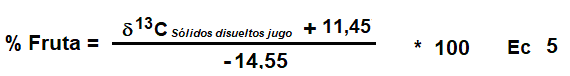 % Fruta = δ¹³C Sólidos disueltos jugo + 11,45
-14,55
* 100 Ec 5